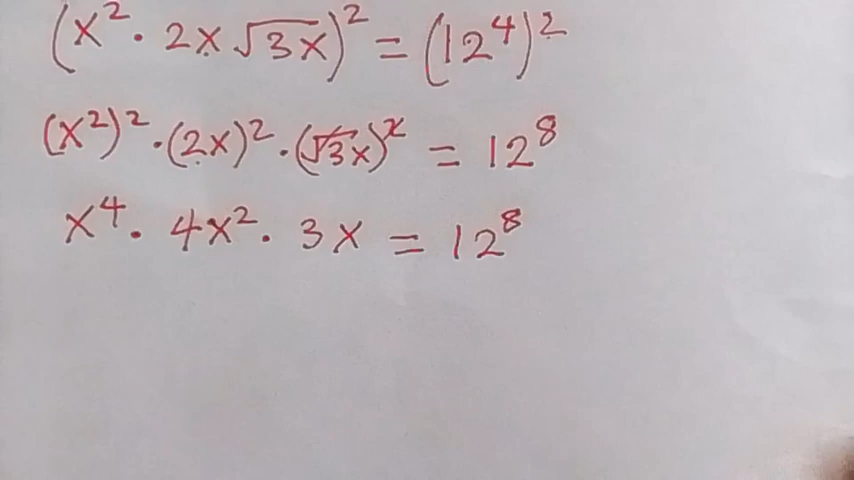 (x² · 2x√3x)² = (12⁴)²
(x²)² · (2x)² · (√3x)² = 12⁸
x⁴ · 4x² · 3x = 12⁸